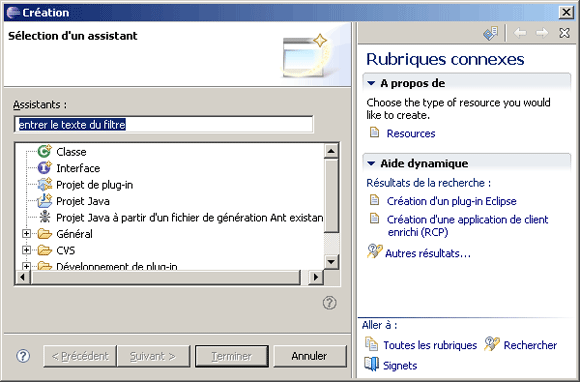 Création
Sélection d'un assistant
Assistants :
entrer le texte du filtre
Classe
Interface
Projet de plug-in
Projet Java
Projet Java à partir d'un fichier de génération Ant existan
Général
CVS
Développement de plug-in
< Précédent
Suivant >
Terminer
Annuler
Rubriques connexes
A propos de
Choose the type of resource you would
like to create.
Resources
Aide dynamique
Résultats de la recherche :
Création d'un plug-in Eclipse
Création d'une application de client
enrichi (RCP)
Autres résultats...
Aller à :
Toutes les rubriques
Rechercher
Signets